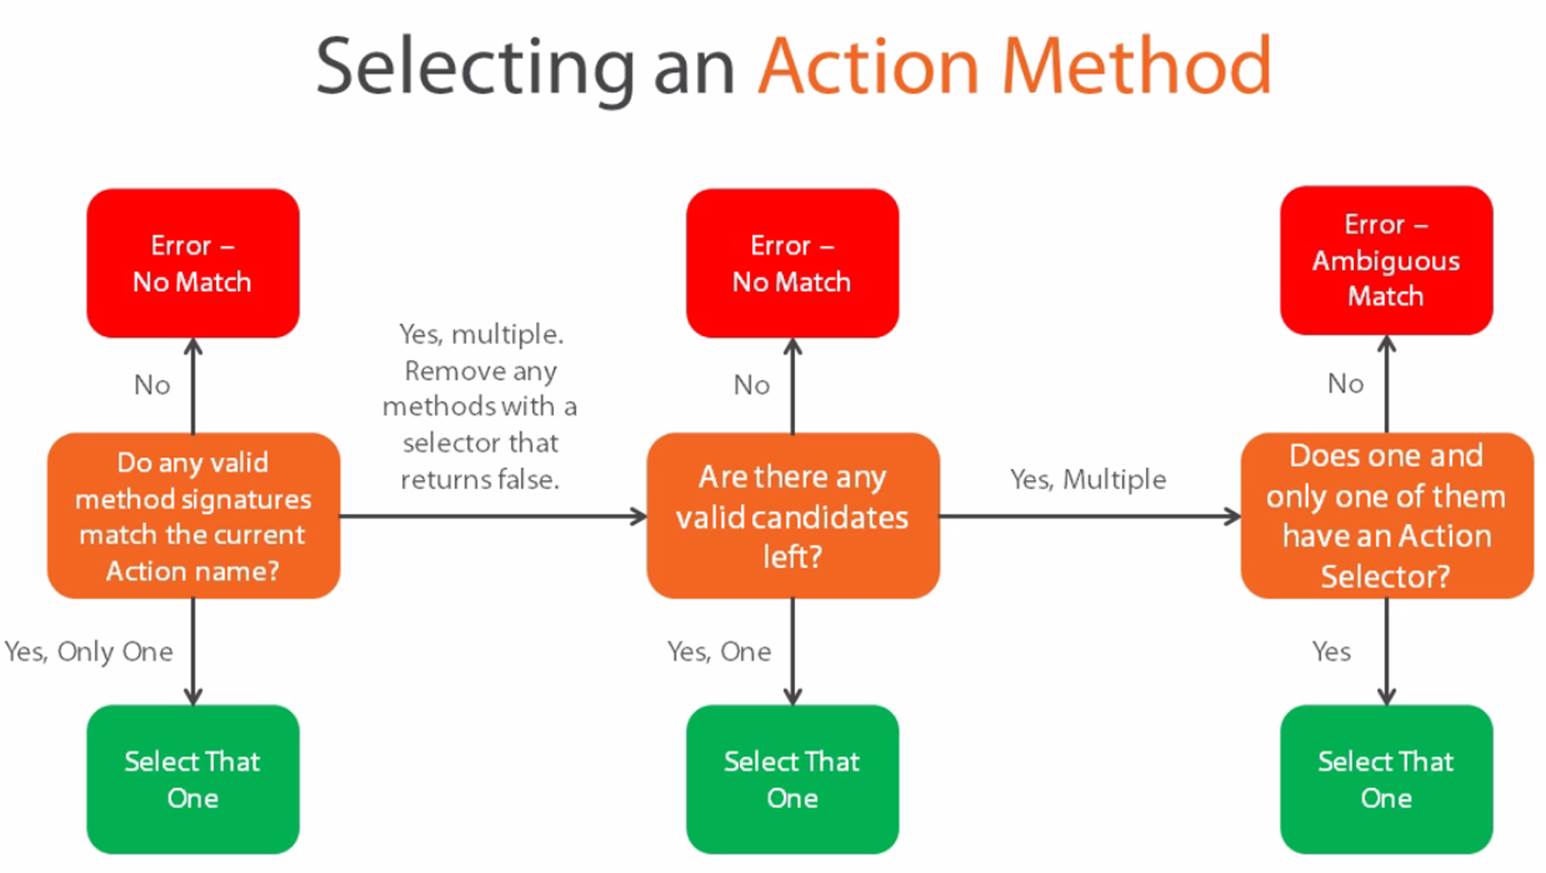 Selecting an Action Method
Error –
No Match
Error –
No Match
Error –
Ambiguous
Match
No
Yes, multiple.
Remove any
methods with a
selector that
returns false.
No
No
Do any valid
method signatures
match the current
Action name?
Are there any
valid candidates
left?
Yes, Multiple
Does one and
only one of them
have an Action
Selector?
Yes, Only One
Yes, One
Yes
Select That
One
Select That
One
Select That
One